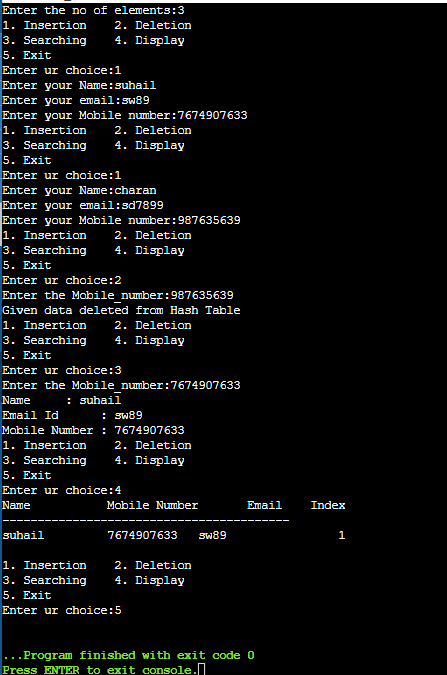 Enter the no of elements:3
1. Insertion    2. Deletion
3. Searching    4. Display
5. Exit
Enter ur choice:1
Enter your Name:suhail
Enter your email:sw89
Enter your Mobile number:7674907633
1. Insertion    2. Deletion
3. Searching    4. Display
5. Exit
Enter ur choice:1
Enter your Name:charan
Enter your email:sd7899
Enter your Mobile number:987635639
1. Insertion    2. Deletion
3. Searching    4. Display
5. Exit
Enter ur choice:2
Enter the Mobile_number:987635639
Given data deleted from Hash Table
1. Insertion    2. Deletion
3. Searching    4. Display
5. Exit
Enter ur choice:3
Enter the Mobile_number:7674907633
Name     : suhail
Email Id      : sw89
Mobile Number : 7674907633
1. Insertion    2. Deletion
3. Searching    4. Display
5. Exit
Enter ur choice:4
Name           Mobile Number       Email    Index
-----------------------------------------
suhail         7674907633   sw89                1
1. Insertion    2. Deletion
3. Searching    4. Display
5. Exit
Enter ur choice:5
...Program finished with exit code 0
Press ENTER to exit console.